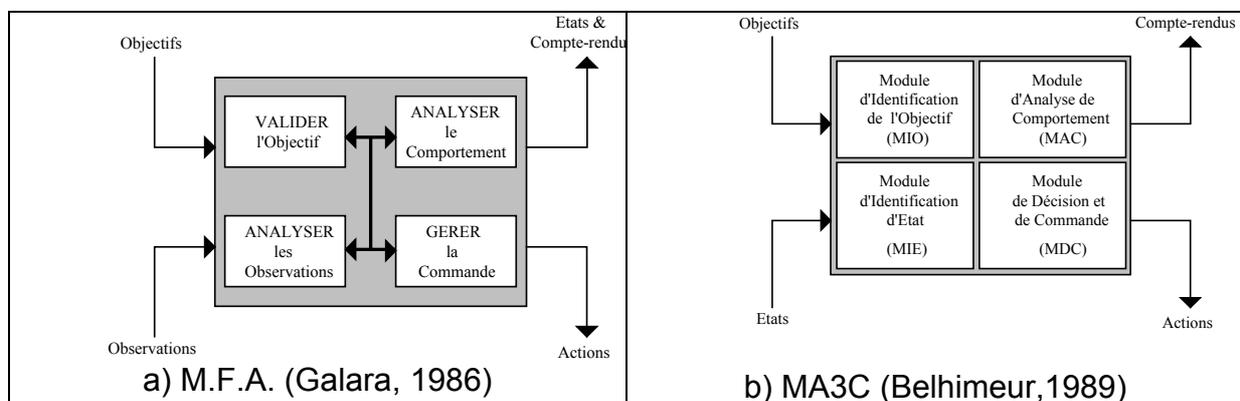 Objectifs
Etats &
Compte-rendu
VALIDER
l'Objectif
ANALYSER
le
Comportement
ANALYSER
les
Observations
GERER
la
Commande
Observations
Actions
a) M.F.A. (Galara, 1986)
Objectifs
Compte-rendus
Module
d'Identification
de l'Objectif
(MIO)
Module
d'Analyse de
Comportement
(MAC)
Module
d'Identification
d'Etat
(MIE)
Module
de Décision et
de Commande
(MDC)
Etats
Actions
b) MA3C (Belhimeur,1989)